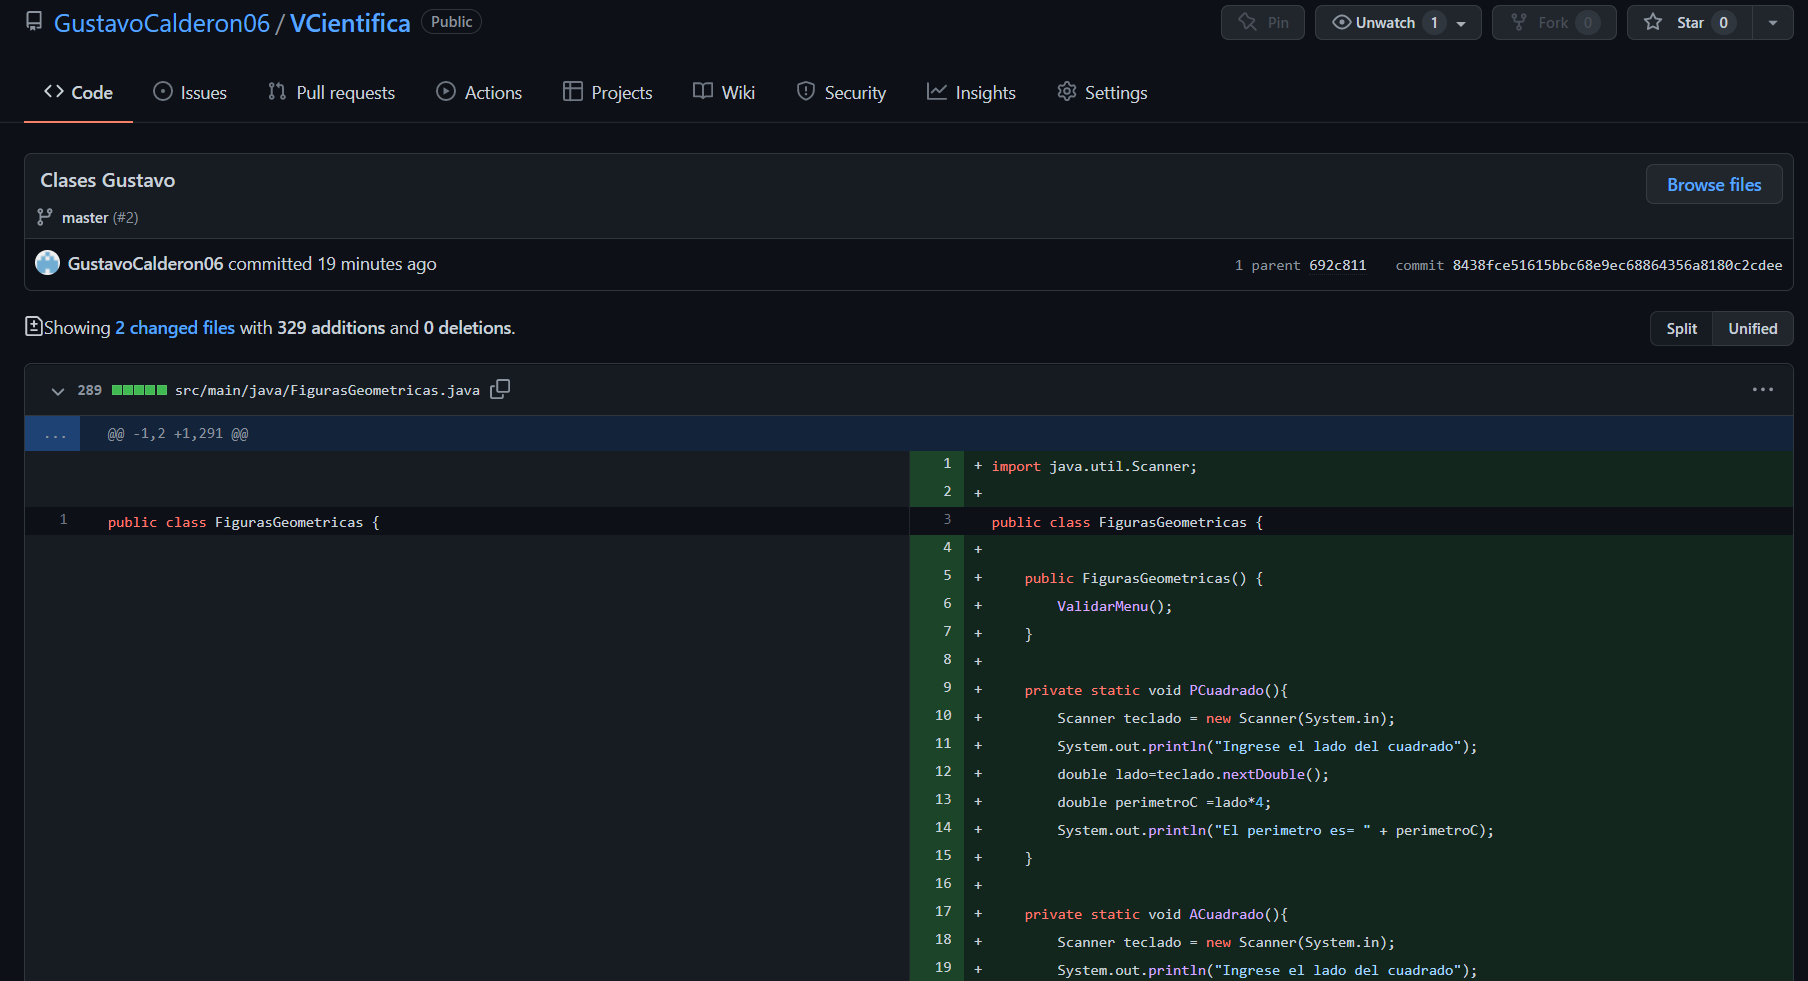 GustavoCalderon06 / VCientifica Public Pin Unwatch 1 Fork 0 Star 0
Code Issues Pull requests Actions Projects Wiki Security Insights Settings
Clases Gustavo
Browse files
master (#2)
GustavoCalderon06 committed 19 minutes ago 1 parent 692c811 commit 8438fce51615bbc68e9ec68864356a8180c2cdee
Showing 2 changed files with 329 additions and 0 deletions. Split Unified
289 src/main/java/FigurasGeometricas.java
... @@ -1,2 +1,291 @@
1 + import java.util.Scanner;
2 +
1 public class FigurasGeometricas { 3 public class FigurasGeometricas {
4 +
5 + public FigurasGeometricas() {
6 + ValidarMenu();
7 + }
8 +
9 + private static void PCuadrado(){
10 + Scanner teclado = new Scanner(System.in);
11 + System.out.println("Ingrese el lado del cuadrado");
12 + double lado=teclado.nextDouble();
13 + double perimetroC =lado*4;
14 + System.out.println("El perimetro es= " + perimetroC);
15 + }
16 +
17 + private static void ACuadrado(){
18 + Scanner teclado = new Scanner(System.in);
19 + System.out.println("Ingrese el lado del cuadrado");